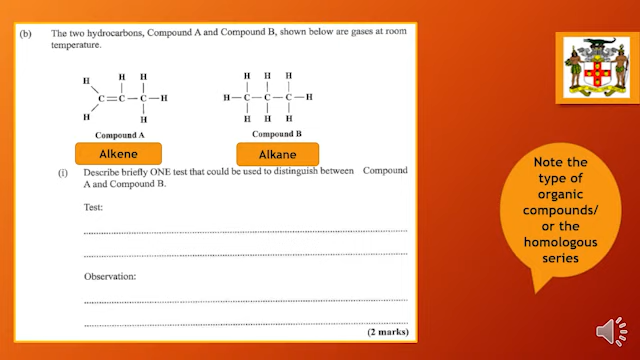 (b) The two hydrocarbons, Compound A and Compound B, shown below are gases at room
temperature.
H H H
C = C – C – H
H H
Compound A
H H H
H – C – C – C – H
H H H
Compound B
Alkene
Alkane
(i) Describe briefly ONE test that could be used to distinguish between Compound
A and Compound B.
Test:
Observation:
(2 marks)
Note the
type of
organic
compounds/
or the
homologous
series